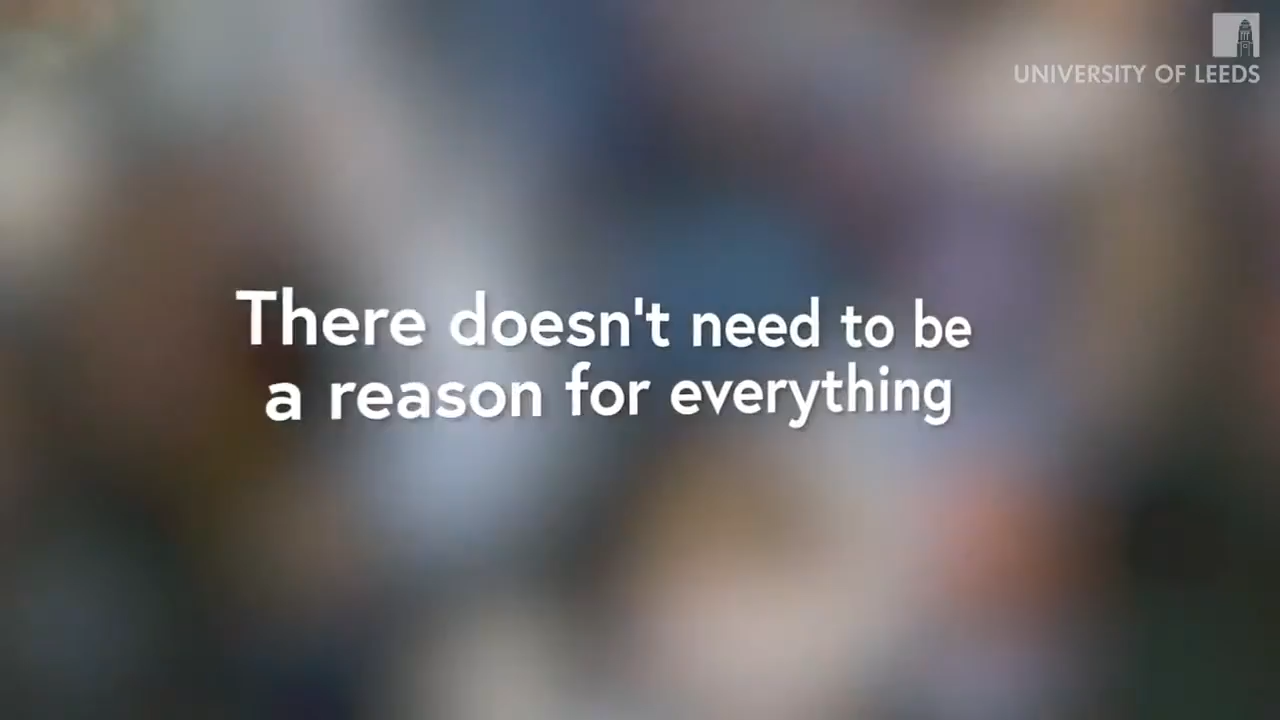 UNIVERSITY OF LEEDS
There doesn't need to be
a reason for everything